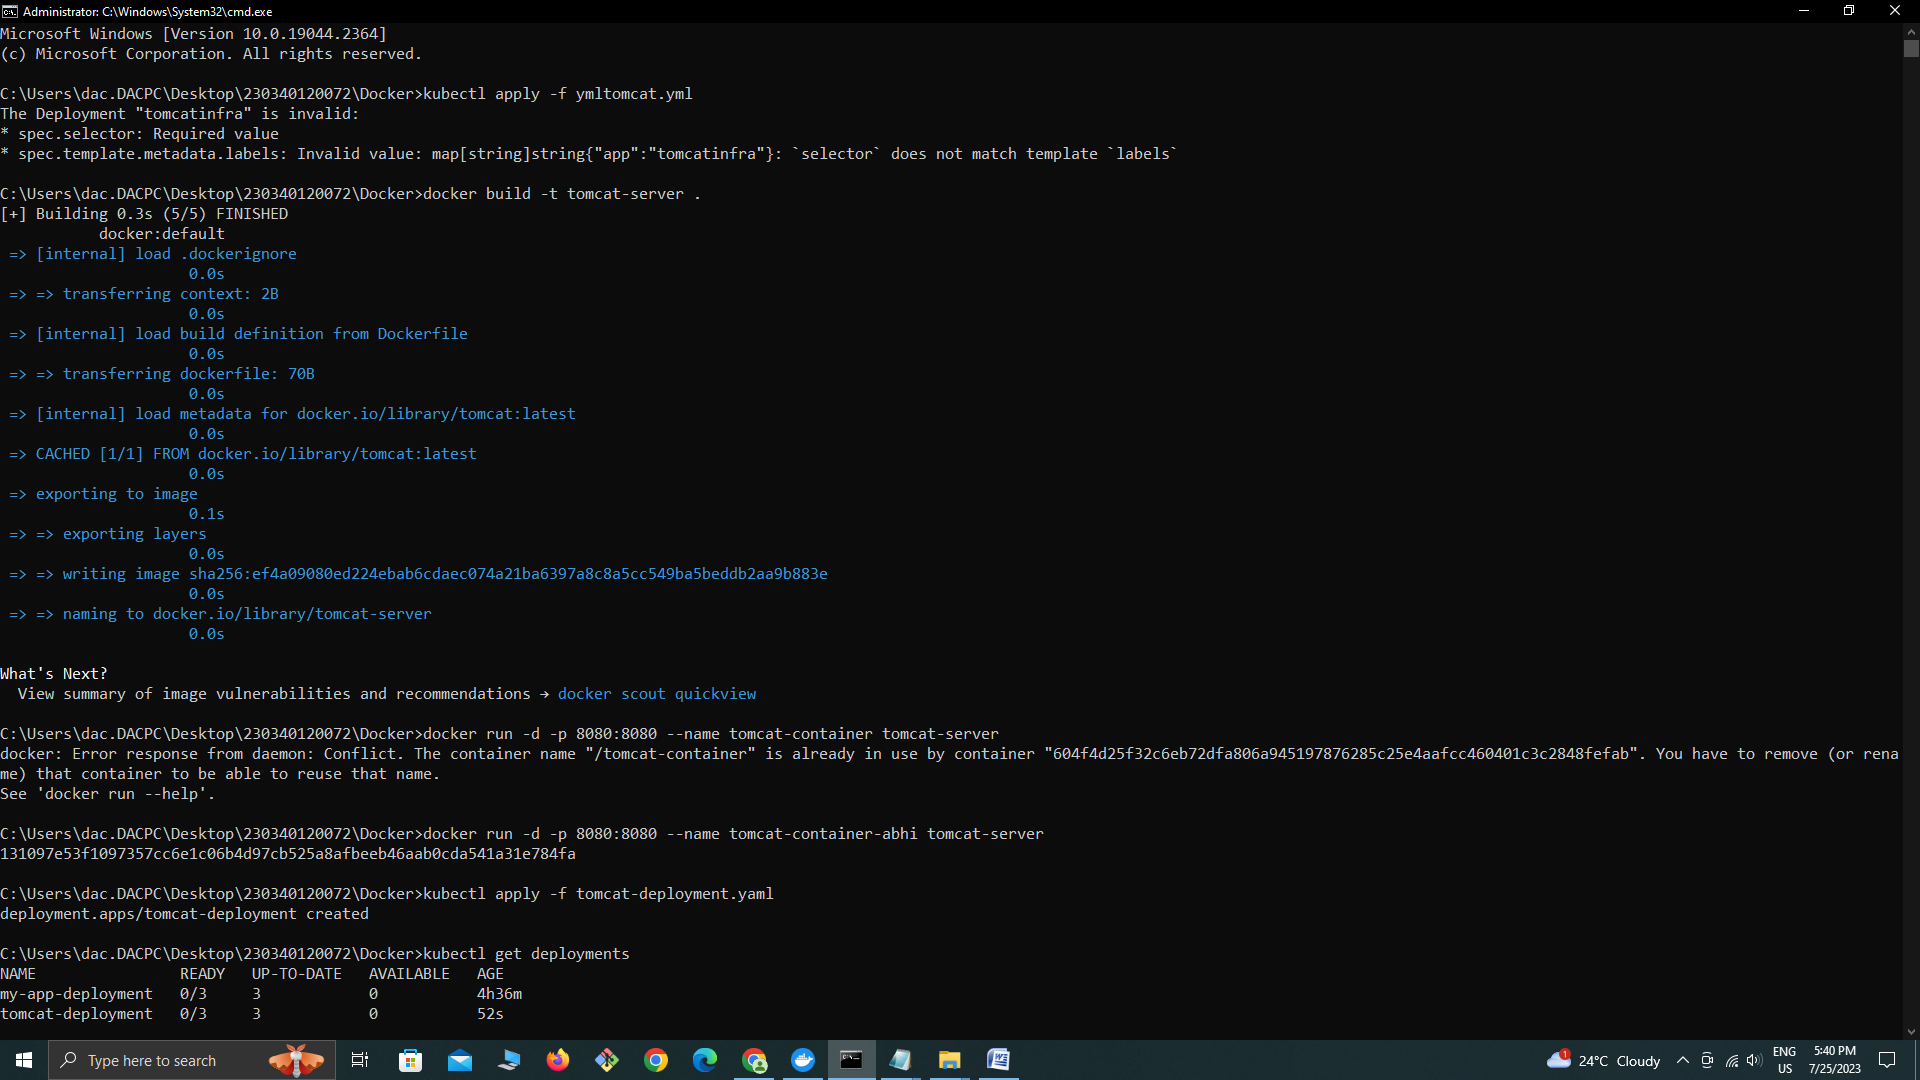 Administrator: C:\Windows\System32\cmd.exe
Microsoft Windows [Version 10.0.19044.2364]
(c) Microsoft Corporation. All rights reserved.
C:\Users\dac.DACPC\Desktop\230340120072\Docker>kubectl apply -f ymltomcat.yml
The Deployment "tomcatinfra" is invalid:
* spec.selector: Required value
* spec.template.metadata.labels: Invalid value: map[string]string{"app":"tomcatinfra"}: `selector` does not match template `labels`
C:\Users\dac.DACPC\Desktop\230340120072\Docker>docker build -t tomcat-server .
[+] Building 0.3s (5/5) FINISHED
docker:default
=> [internal] load .dockerignore
0.0s
=> => transferring context: 2B
0.0s
=> [internal] load build definition from Dockerfile
0.0s
=> => transferring dockerfile: 70B
0.0s
=> [internal] load metadata for docker.io/library/tomcat:latest
0.0s
=> CACHED [1/1] FROM docker.io/library/tomcat:latest
0.0s
=> exporting to image
0.1s
=> => exporting layers
0.0s
=> => writing image sha256:ef4a09080ed224ebab6cdaec074a21ba6397a8c8a5cc549ba5beddb2aa9b883e
0.0s
=> => naming to docker.io/library/tomcat-server
0.0s
What's Next?
View summary of image vulnerabilities and recommendations → docker scout quickview
C:\Users\dac.DACPC\Desktop\230340120072\Docker>docker run -d -p 8080:8080 --name tomcat-container tomcat-server
docker: Error response from daemon: Conflict. The container name "/tomcat-container" is already in use by container "604f4d25f32c6eb72dfa806a945197876285c25e4aafcc460401c3c2848fefab". You have to remove (or rena
me) that container to be able to reuse that name.
See 'docker run --help'.
C:\Users\dac.DACPC\Desktop\230340120072\Docker>docker run -d -p 8080:8080 --name tomcat-container-abhi tomcat-server
131097e53f1097357cc6e1c06b4d97cb525a8afbeeb46aab0cda541a31e784fa
C:\Users\dac.DACPC\Desktop\230340120072\Docker>kubectl apply -f tomcat-deployment.yaml
deployment.apps/tomcat-deployment created
C:\Users\dac.DACPC\Desktop\230340120072\Docker>kubectl get deployments
NAME READY UP-TO-DATE AVAILABLE AGE
my-app-deployment 0/3 3 0 4h36m
tomcat-deployment 0/3 3 0 52s
Type here to search
1
24°C Cloudy
ENG
US
5:40 PM
7/25/2023